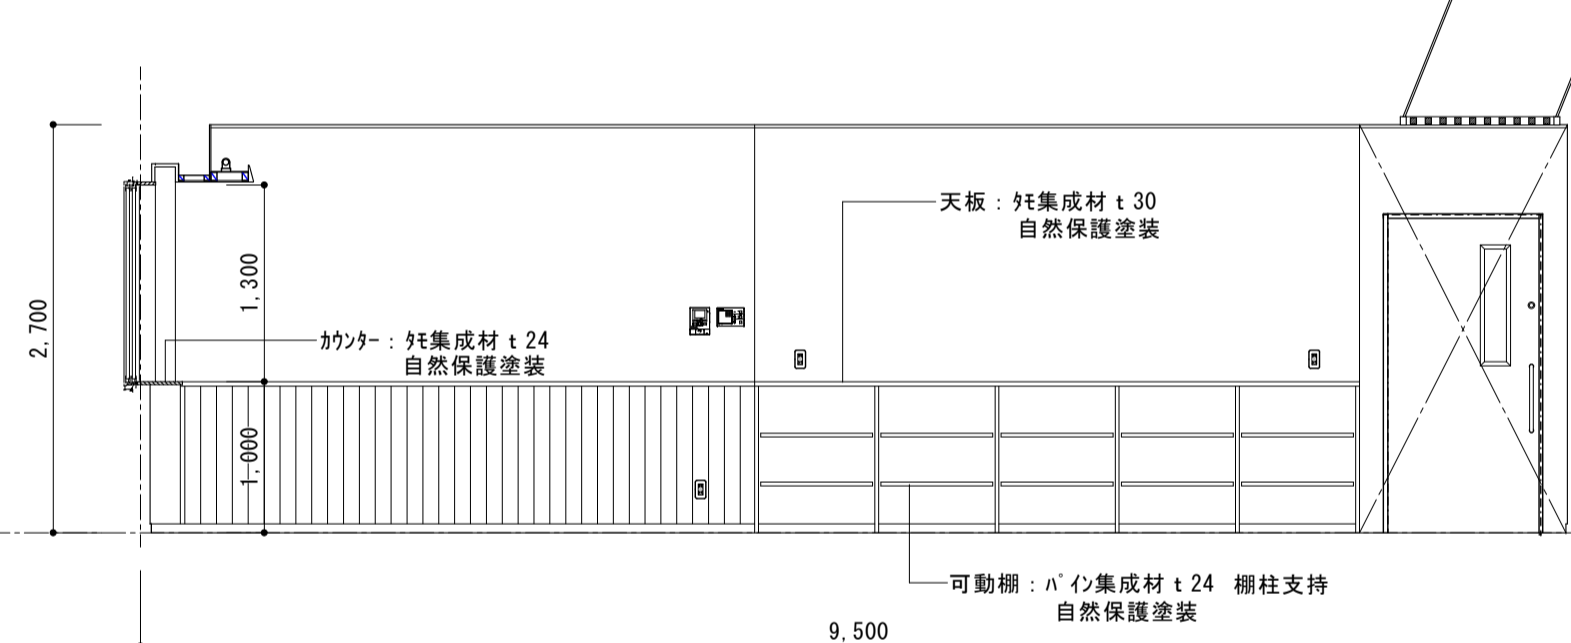 天板：ﾀﾓ集成材 t 30
自然保護塗装
2,700
1,300
ｶｳﾝﾀｰ：ﾀﾓ集成材 t 24
自然保護塗装
1,000
可動棚：ﾊﾟｲﾝ集成材 t 24 棚柱支持
自然保護塗装
9,500